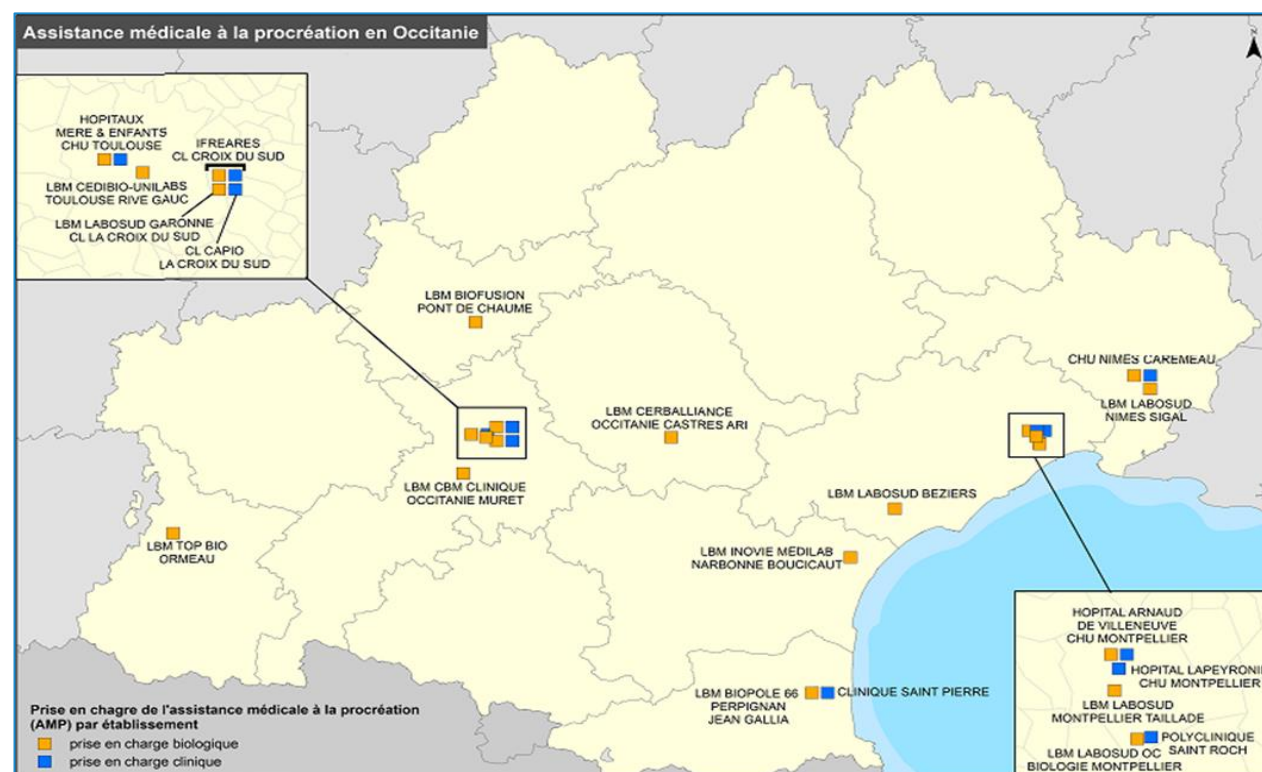 Assistance médicale à la procréation en Occitanie
N
HOPITAUX
MERE & ENFANTS
CHU TOULOUSE
IFREARES
CL CROIX DU SUD
LBM CEDIBIO-UNILABS
TOULOUSE RIVE GAUC
LBM LABOSUD GARONNE
CL LA CROIX DU SUD
CL CAPIO
LA CROIX DU SUD
LBM BIOFUSION
PONT DE CHAUME
CHU NIMES CAREMEAU
LBM LABOSUD
NIMES SIGAL
LBM CERBALLIANCE
OCCITANIE CASTRES ARI
LBM CBM CLINIQUE
OCCITANIE MURET
LBM LABOSUD BEZIERS
LBM TOP BIO
ORMEAU
LBM INOVIE MEDILAB
NARBONNE BOUCICAUT
HOPITAL ARNAUD
DE VILLENEUVE
CHU MONTPELLIER
HOPITAL LAPEYRONIE
CHU MONTPELLIER
LBM LABOSUD
MONTPELLIER TAILLADE
POLYCLINIQUE
SAINT ROCH
LBM LABOSUD OC
BIOLOGIE MONTPELLIER
LBM BIOPOLE 66
PERPIGNAN
JEAN GALLIA
CLINIQUE SAINT PIERRE
Prise en chagre de l'assistance médicale à la procréation
(AMP) par établissement
prise en charge biologique
prise en charge clinique